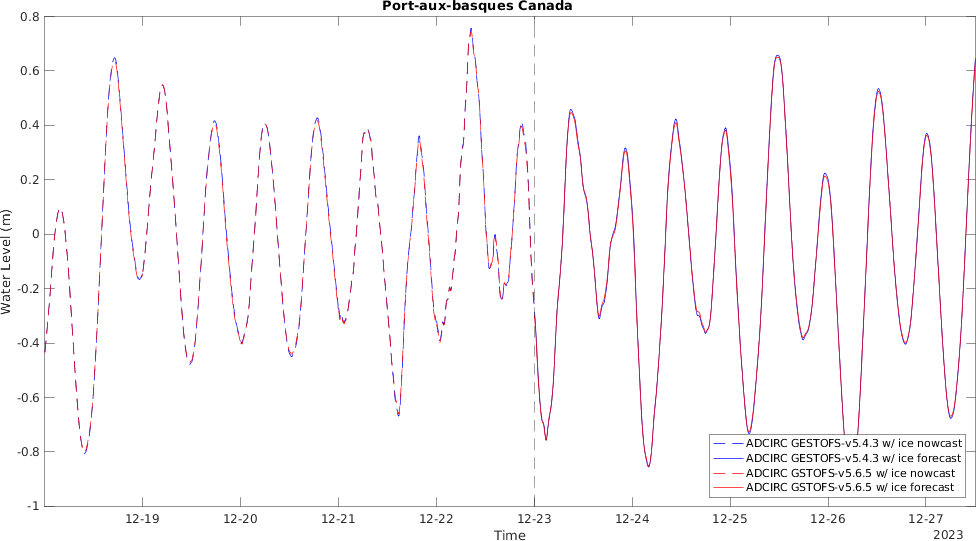 Port-aux-basques Canada
0.8
0.6
0.4
0.2
0
-0.2
-0.4
-0.6
-0.8
-1
Water Level (m)
12-19
12-20
12-21
12-22
12-23
12-24
12-25
12-26
12-27
Time
2023
ADCIRC GESTOFS-v5.4.3 w/ ice nowcast
ADCIRC GESTOFS-v5.4.3 w/ ice forecast
ADCIRC GSTOFS-v5.6.5 w/ ice nowcast
ADCIRC GSTOFS-v5.6.5 w/ ice forecast